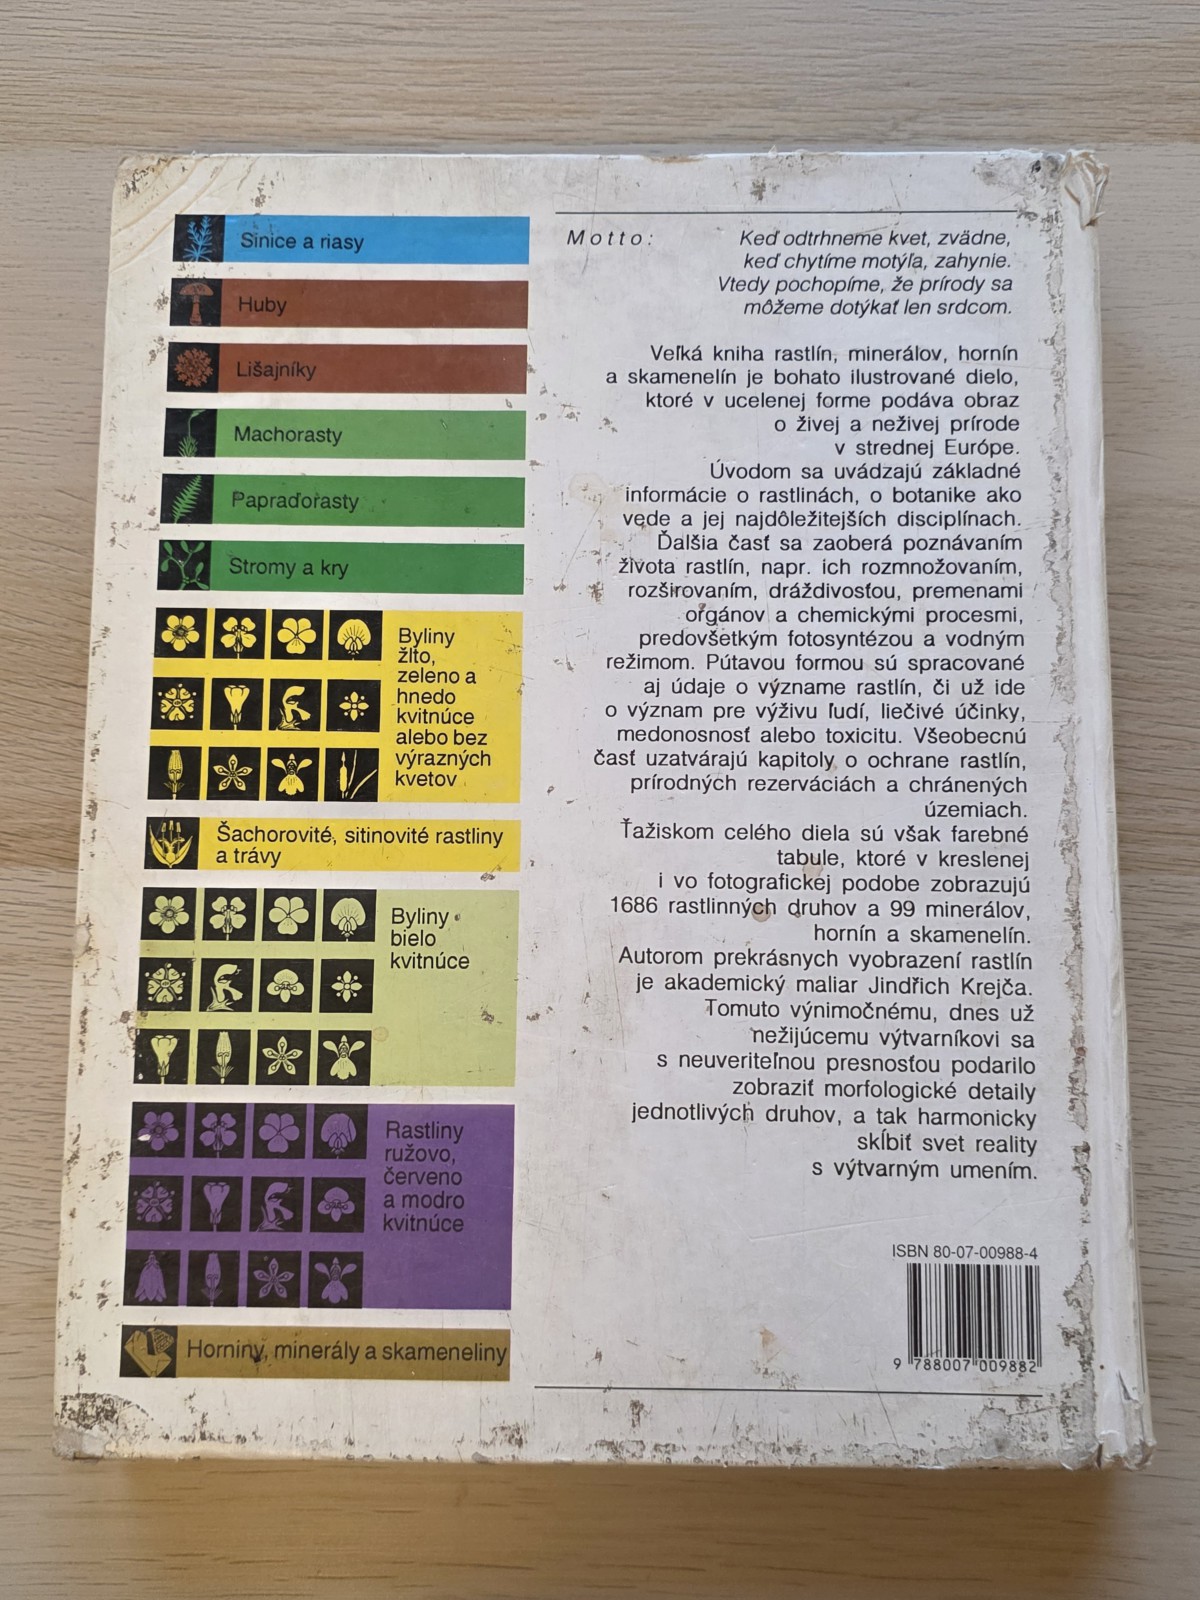 Sinice a riasy
Huby
Lišajníky
Machorasty
Papraďorasty
Stromy a kry
Byliny
žlto,
zeleno a
hnedo
kvitnúce
alebo bez
výrazných
kvetov
Šachorovité, sitinovité rastliny
a trávy
Byliny
bielo
kvitnúce
Rastliny
ružovo,
červeno
a modro
kvitnúce
Horniny, minerály a skameneliny
Motto: Keď odtrhneme kvet, zvädne,
keď chytíme motýľa, zahynie.
Vtedy pochopíme, že prírody sa
môžeme dotýkať len srdcom.
Veľká kniha rastlín, minerálov, hornín
a skamenelín je bohato ilustrované dielo,
ktoré v ucelenej forme podáva obraz
o živej a neživej prírode
v strednej Európe.
Úvodom sa uvádzajú základné
informácie o rastlinách, o botanike ako
vede a jej najdôležitejších disciplínach.
Ďalšia časť sa zaoberá poznávaním
života rastlín, napr. ich rozmnožovaním,
rozširovaním, dráždivosťou, premenami
orgánov a chemickými procesmi,
predovšetkým fotosyntézou a vodným
režimom. Pútavou formou sú spracované
aj údaje o význame rastlín, či už ide
o význam pre výživu ľudí, liečivé účinky,
medonosnosť alebo toxicitu. Všeobecnú
časť uzatvárajú kapitoly o ochrane rastlín,
prírodných rezerváciách a chránených
územiach.
Ťažiskom celého diela sú však farebné
tabule, ktoré v kreslenej
i vo fotografickej podobe zobrazujú
1686 rastlinných druhov a 99 minerálov,
hornín a skamenelín.
Autorom prekrásnych vyobrazení rastlín
je akademický maliar Jindřich Krejča.
Tomuto výnimočnému, dnes už
nežijúcemu výtvarníkovi sa
s neuveriteľnou presnosťou podarilo
zobraziť morfologické detaily
jednotlivých druhov, a tak harmonicky
skĺbiť svet reality
s výtvarným umením.
ISBN 80-07-00988-4
9 788007 009882